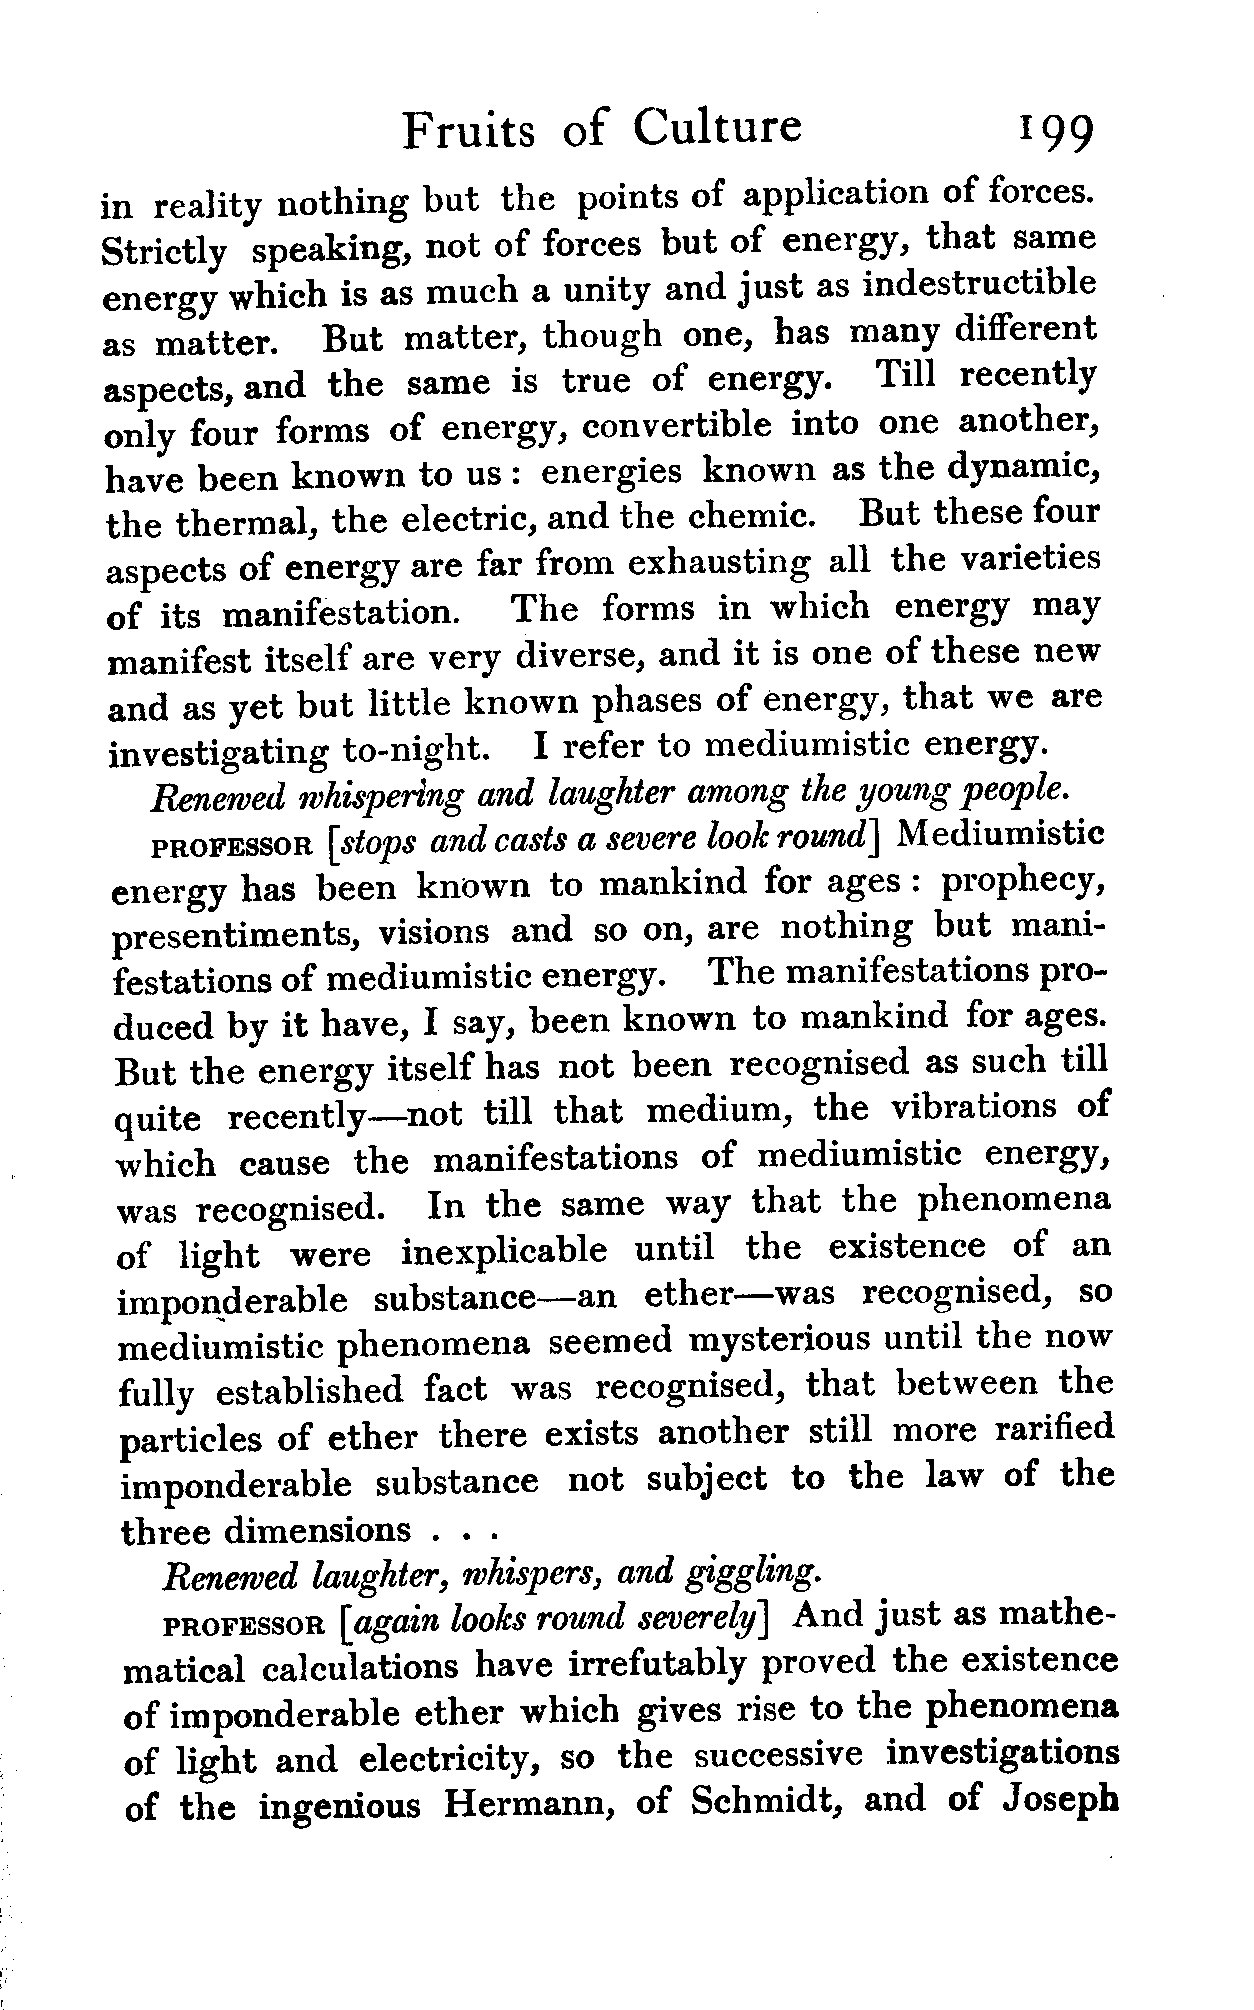 Fruits of Culture 199
in reality nothing but the points of application of forces.
Strictly speaking, not of forces but of energy, that same
energy which is as much a unity and just as indestructible
as matter. But matter, though one, has many different
aspects, and the same is true of energy. Till recently
only four forms of energy, convertible into one another,
have been known to us : energies known as the dynamic,
the thermal, the electric, and the chemic. But these four
aspects of energy are far from exhausting all the varieties
of its manifestation. The forms in which energy may
manifest itself are very diverse, and it is one of these new
and as yet but little known phases of energy, that we are
investigating to-night. I refer to mediumistic energy.
Renewed whispering and laughter among the young people.
PROFESSOR [stops and casts a severe look round] Mediumistic
energy has been known to mankind for ages : prophecy,
presentiments, visions and so on, are nothing but mani-
festations of mediumistic energy. The manifestations pro-
duced by it have, I say, been known to mankind for ages.
But the energy itself has not been recognised as such till
quite recently—not till that medium, the vibrations of
which cause the manifestations of mediumistic energy,
was recognised. In the same way that the phenomena
of light were inexplicable until the existence of an
imponderable substance—an ether—was recognised, so
mediumistic phenomena seemed mysterious until the now
fully established fact was recognised, that between the
particles of ether there exists another still more rarified
imponderable substance not subject to the law of the
three dimensions . . .
Renewed laughter, whispers, and giggling.
PROFESSOR [again looks round severely] And just as mathe-
matical calculations have irrefutably proved the existence
of imponderable ether which gives rise to the phenomena
of light and electricity, so the successive investigations
of the ingenious Hermann, of Schmidt, and of Joseph